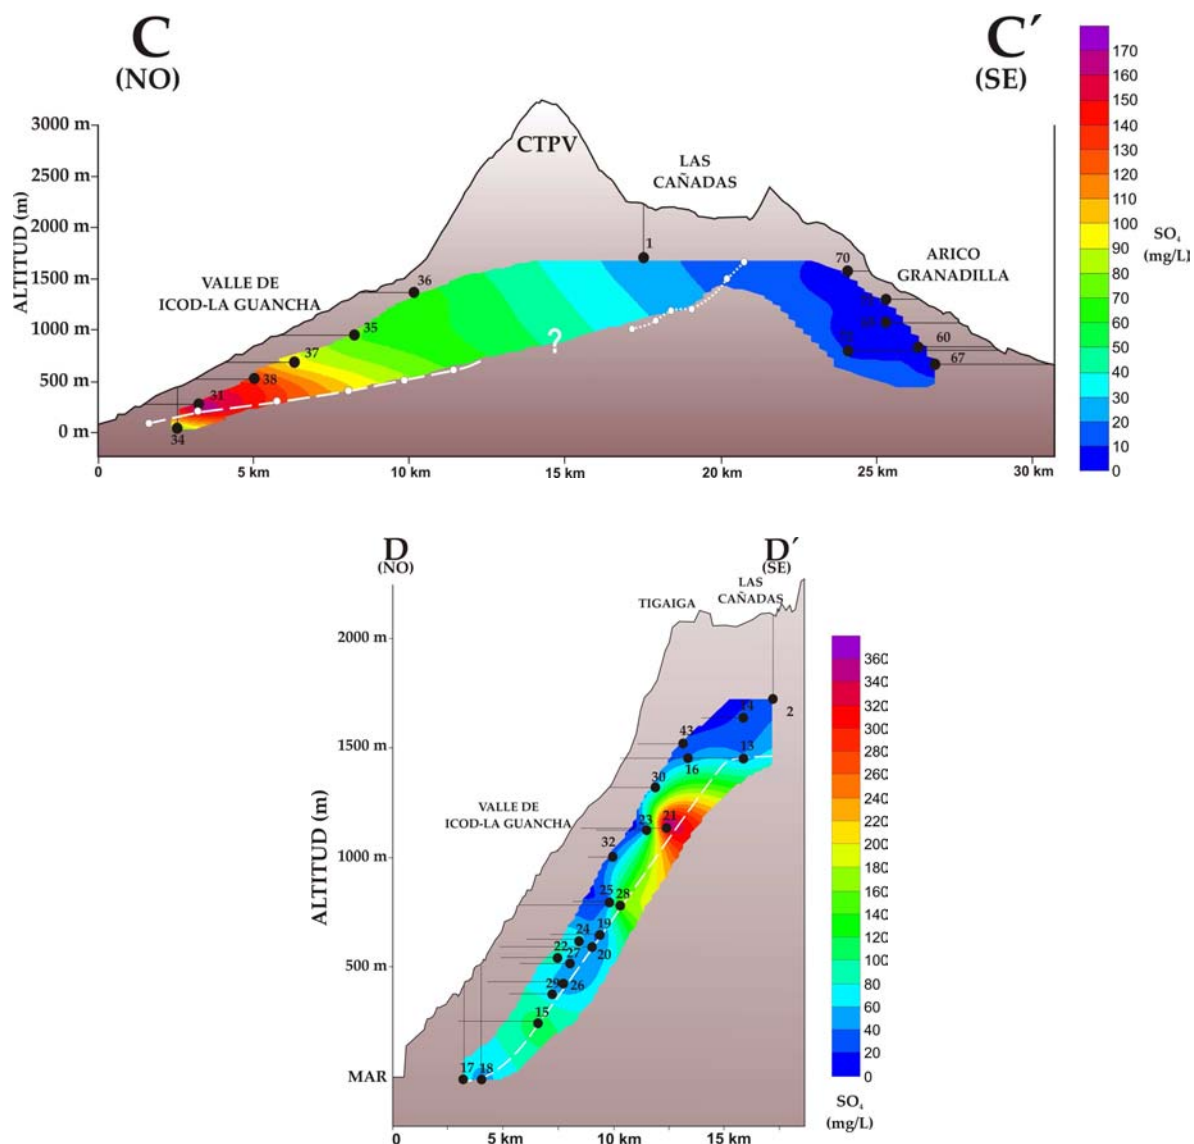 C
(NO)
C´
(SE)
3000 m
2500 m
2000 m
1500 m
1000 m
500 m
0 m
ALTITUD (m)
CTPV
LAS
CAÑADAS
VALLE DE
ICOD-LA GUANCHA
ARICO
GRANADILLA
1
70
36
35
37
38
31
34
60
67
?
0
5 km
10 km
15 km
20 km
25 km
30 km
170
160
150
140
130
120
110
100
90
80
70
60
50
40
30
20
10
0
SO₄
(mg/L)
D
(NO)
D´
(SE)
TIGAIGA
LAS
CAÑADAS
2000 m
1500 m
1000 m
500 m
MAR
ALTITUD (m)
VALLE DE
ICOD-LA GUANCHA
14
2
43
16
13
30
23
21
32
25
28
24
19
22
27
20
29
26
15
17
18
0
5 km
10 km
15 km
360
340
320
300
280
260
240
220
200
180
160
140
120
100
80
60
40
20
0
SO₄
(mg/L)